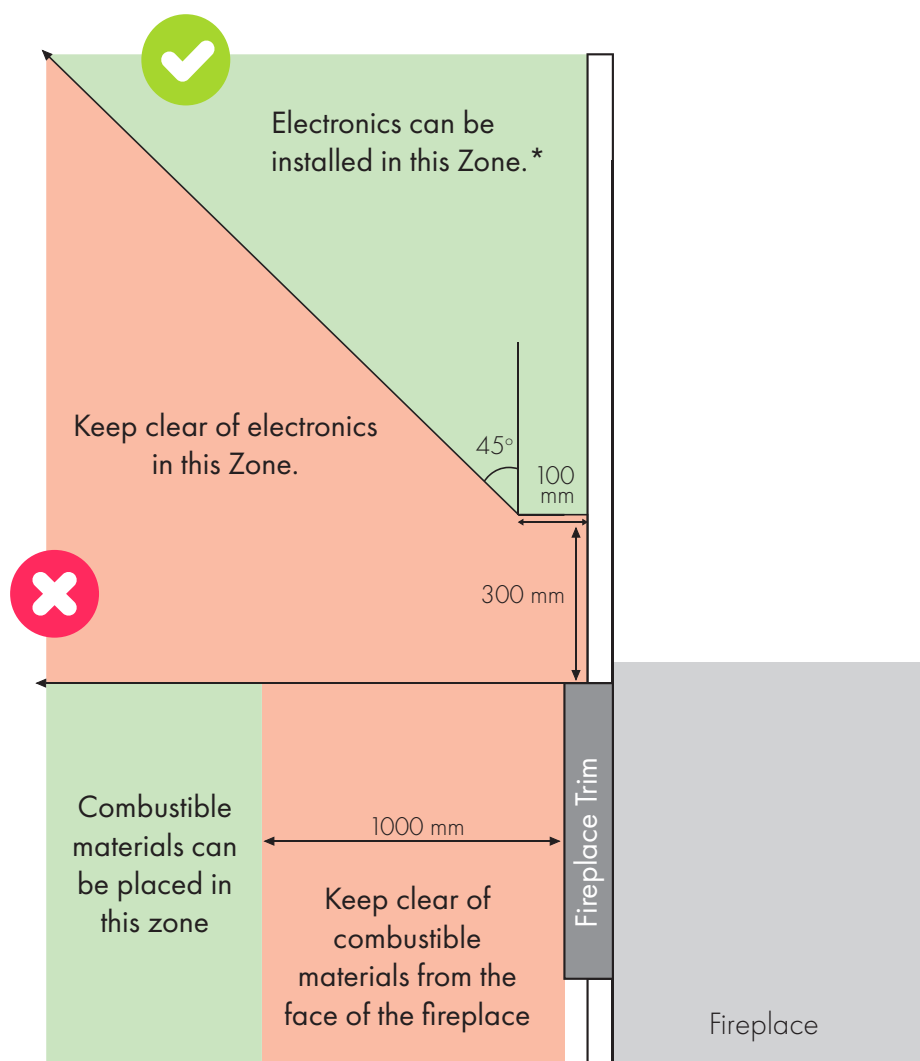 Electronics can be
installed in this Zone.*
Keep clear of electronics
in this Zone.
45°
100
mm
300 mm
Combustible
materials can
be placed in
this zone
1000 mm
Keep clear of
combustible
materials from the
face of the fireplace
Fireplace Trim
Fireplace